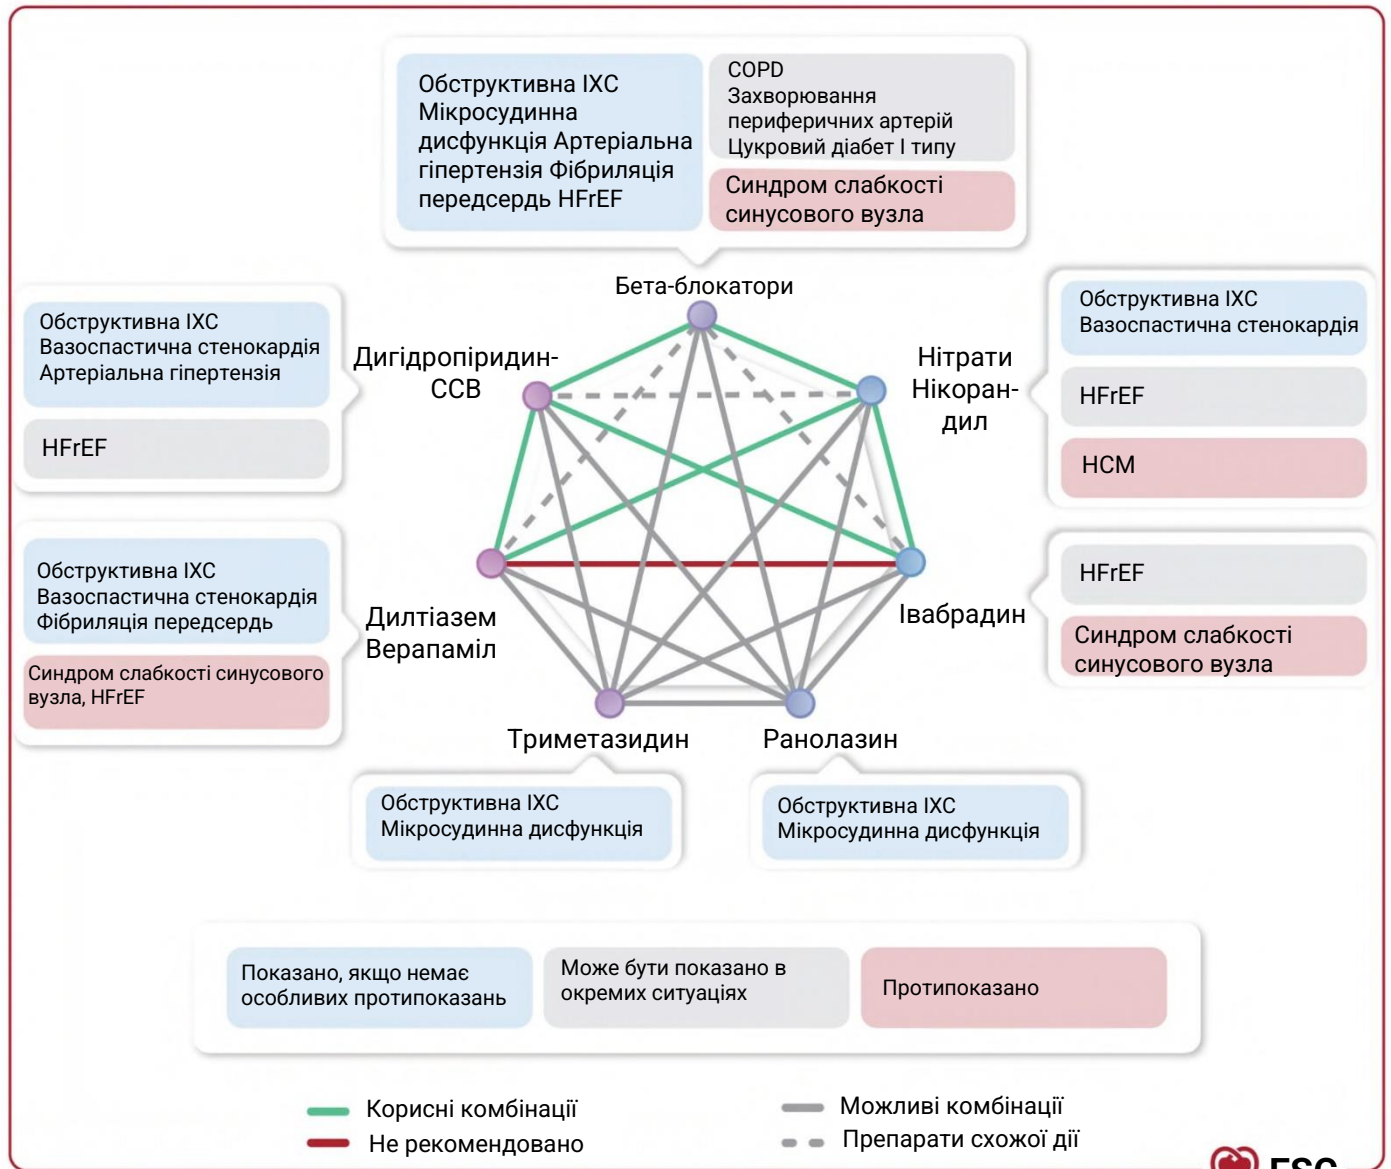 Обструктивна ІХС
Мікросудинна
дисфункція Артеріальна
гіпертензія Фібриляція
передсердь HFrEF
COPD
Захворювання
периферичних артерій
Цукровий діабет І типу
Синдром слабкості
синусового вузла
Бета-блокатори
Обструктивна ІХС
Вазоспастична стенокардія
Артеріальна гіпертензія
HFrEF
Дигідропіридин-
ССВ
Нітрати
Нікоран-
дил
Обструктивна ІХС
Вазоспастична стенокардія
HFrEF
HCM
Обструктивна ІХС
Вазоспастична стенокардія
Фібриляція передсердь
Синдром слабкості синусового
вузла, HFrEF
Дилтіазем
Верапаміл
Івабрадин
HFrEF
Синдром слабкості
синусового вузла
Триметазидин
Ранолазин
Обструктивна ІХС
Мікросудинна дисфункція
Обструктивна ІХС
Мікросудинна дисфункція
Показано, якщо немає
особливих протипоказань
Може бути показано в
окремих ситуаціях
Протипоказано
Корисні комбінації
Не рекомендовано
Можливі комбінації
Препарати схожої дії
ESC